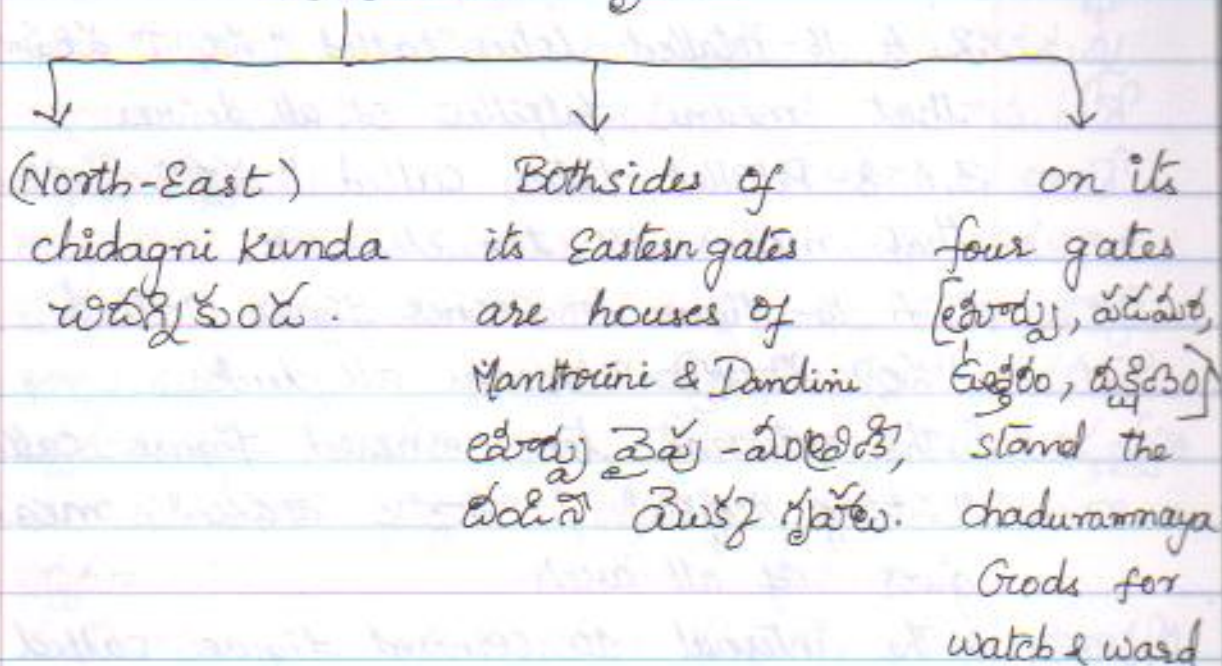 (North-East)
chidagni Kunda
చిదగ్నికుండం.
Bothsides of
its Eastern gates
are houses of
Manthrini & Dandini
తూర్పు వైపు -మంత్రిణి,
దండిని యొక్క గృహాలు.
on its
four gates
[తూర్పు, పడమర,
ఉత్తరం, దక్షిణం]
stand the
chaduramnaya
Gods for
watch & ward